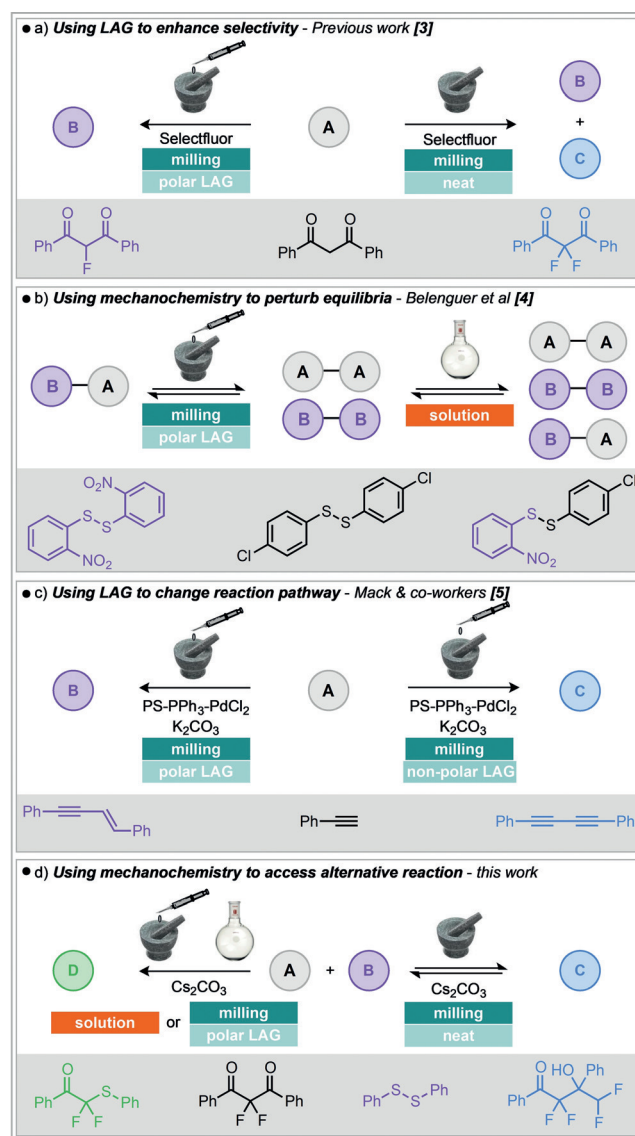 ● a) Using LAG to enhance selectivity - Previous work [3]
B
Selectfluor
milling
polar LAG
A
Selectfluor
milling
neat
B
+
C
O O
Ph Ph
F
O O
Ph Ph
O O
Ph Ph
F F
● b) Using mechanochemistry to perturb equilibria - Belenguer et al [4]
B A
milling
polar LAG
A A
B B
solution
A A
B B
B A
O₂N
S
S
NO₂
Cl
S
S
Cl
Cl
S
S
NO₂
● c) Using LAG to change reaction pathway - Mack & co-workers [5]
B
PS-PPh₃-PdCl₂
K₂CO₃
milling
polar LAG
A
PS-PPh₃-PdCl₂
K₂CO₃
milling
non-polar LAG
C
Ph
Ph
Ph
Ph Ph
● d) Using mechanochemistry to access alternative reaction - this work
D
Cs₂CO₃
solution or milling
polar LAG
A + B
Cs₂CO₃
milling
neat
C
O
Ph S Ph
F F
O O
Ph Ph
F F
Ph S
S Ph
O HO Ph
Ph F
F F F